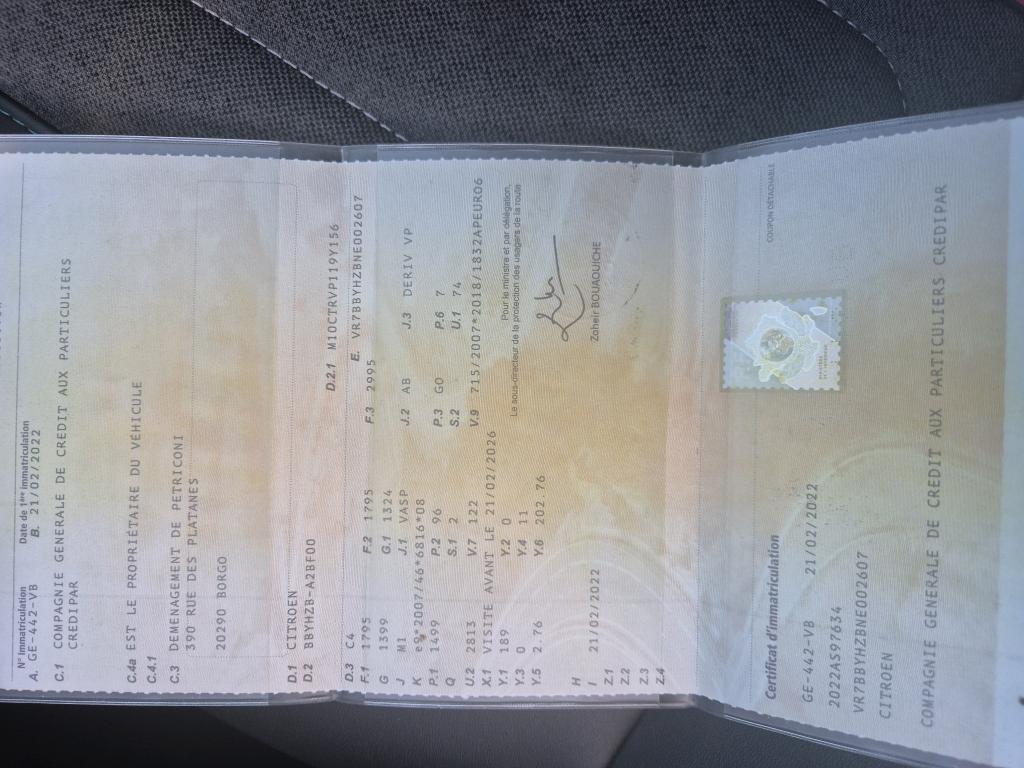 N° Immatriculation Date de 1ère immatriculation
A. GE-442-VB B. 21/02/2022
C.1 COMPAGNIE GENERALE DE CREDIT AUX PARTICULIERS
CREDIPAR
C.4a EST LE PROPRIÉTAIRE DU VEHICULE
C.4.1
C.3 DEMENAGEMENT DE PETRICONI
390 RUE DES PLATANES
20290 BORGO
D.1 CITROEN
D.2 BBYHZB-A2BF00 D.2.1 M10CTRVP119Y156
D.3 C4 E. VR7BBYHZBNE002607
F.1 1795 F.2 1795 F.3 2995
G 1399 G.1 1324
J M1 J.1 VASP J.2 AB J.3 DERIV VP
K e9*2007/46*6816*08
P.1 1499 P.2 96 P.3 GO P.6 7
Q S.1 2 S.2 U.1 74
U.2 2813 V.7 122 V.9 715/2007*2018/1832APEURO6
X.1 VISITE AVANT LE 21/02/2026
Y.1 189 Y.2 0
Y.3 0 Y.4 11
Y.5 2.76 Y.6 202.76
Pour le ministre et par délégation,
Le sous-directeur de la protection des usagers de la route
H
I 21/02/2022
Zoheir BOUAOUICHE
Z.1
Z.2
Z.3
Z.4
Certificat d'immatriculation COUPON DÉTACHABLE
GE-442-VB 21/02/2022
2022AS97634
VR7BBYHZBNE002607
CITROEN
COMPAGNIE GENERALE DE CREDIT AUX PARTICULIERS CREDIPAR